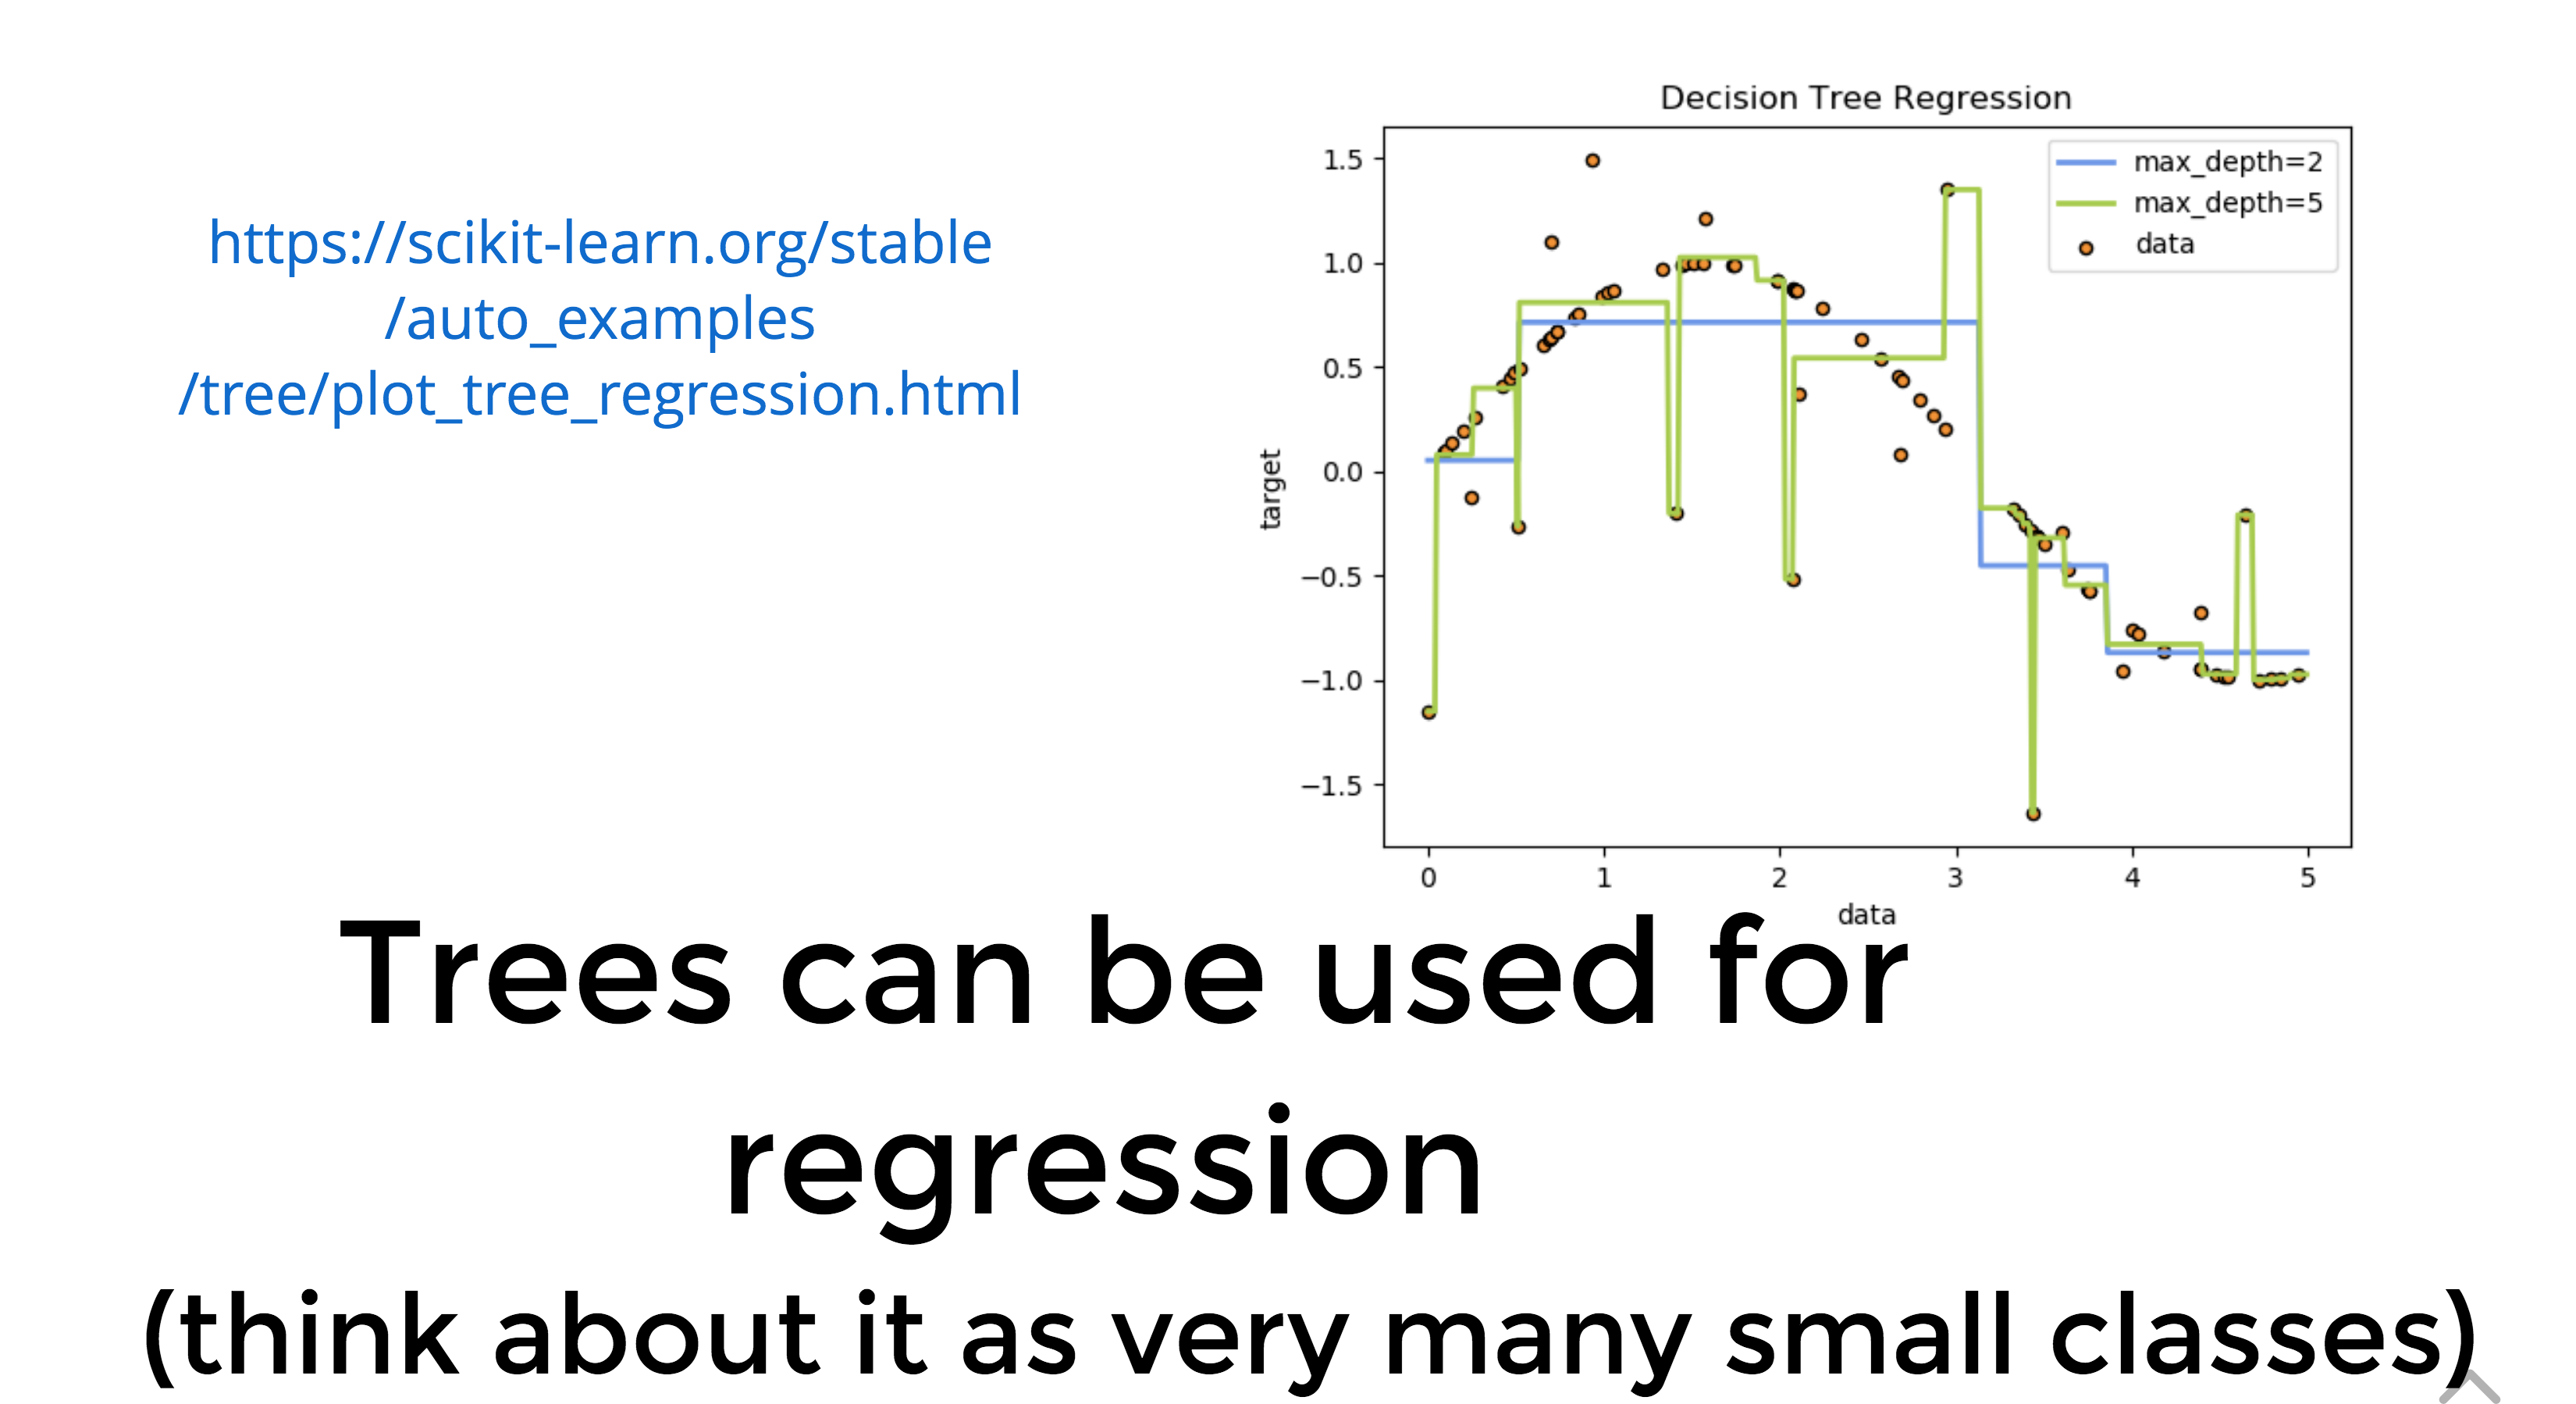 https://scikit-learn.org/stable
/auto_examples
/tree/plot_tree_regression.html
Decision Tree Regression
max_depth=2
max_depth=5
data
1.5
1.0
0.5
0.0
−0.5
−1.0
−1.5
target
0 1 2 3 4 5
data
Trees can be used for
regression
(think about it as very many small classes)